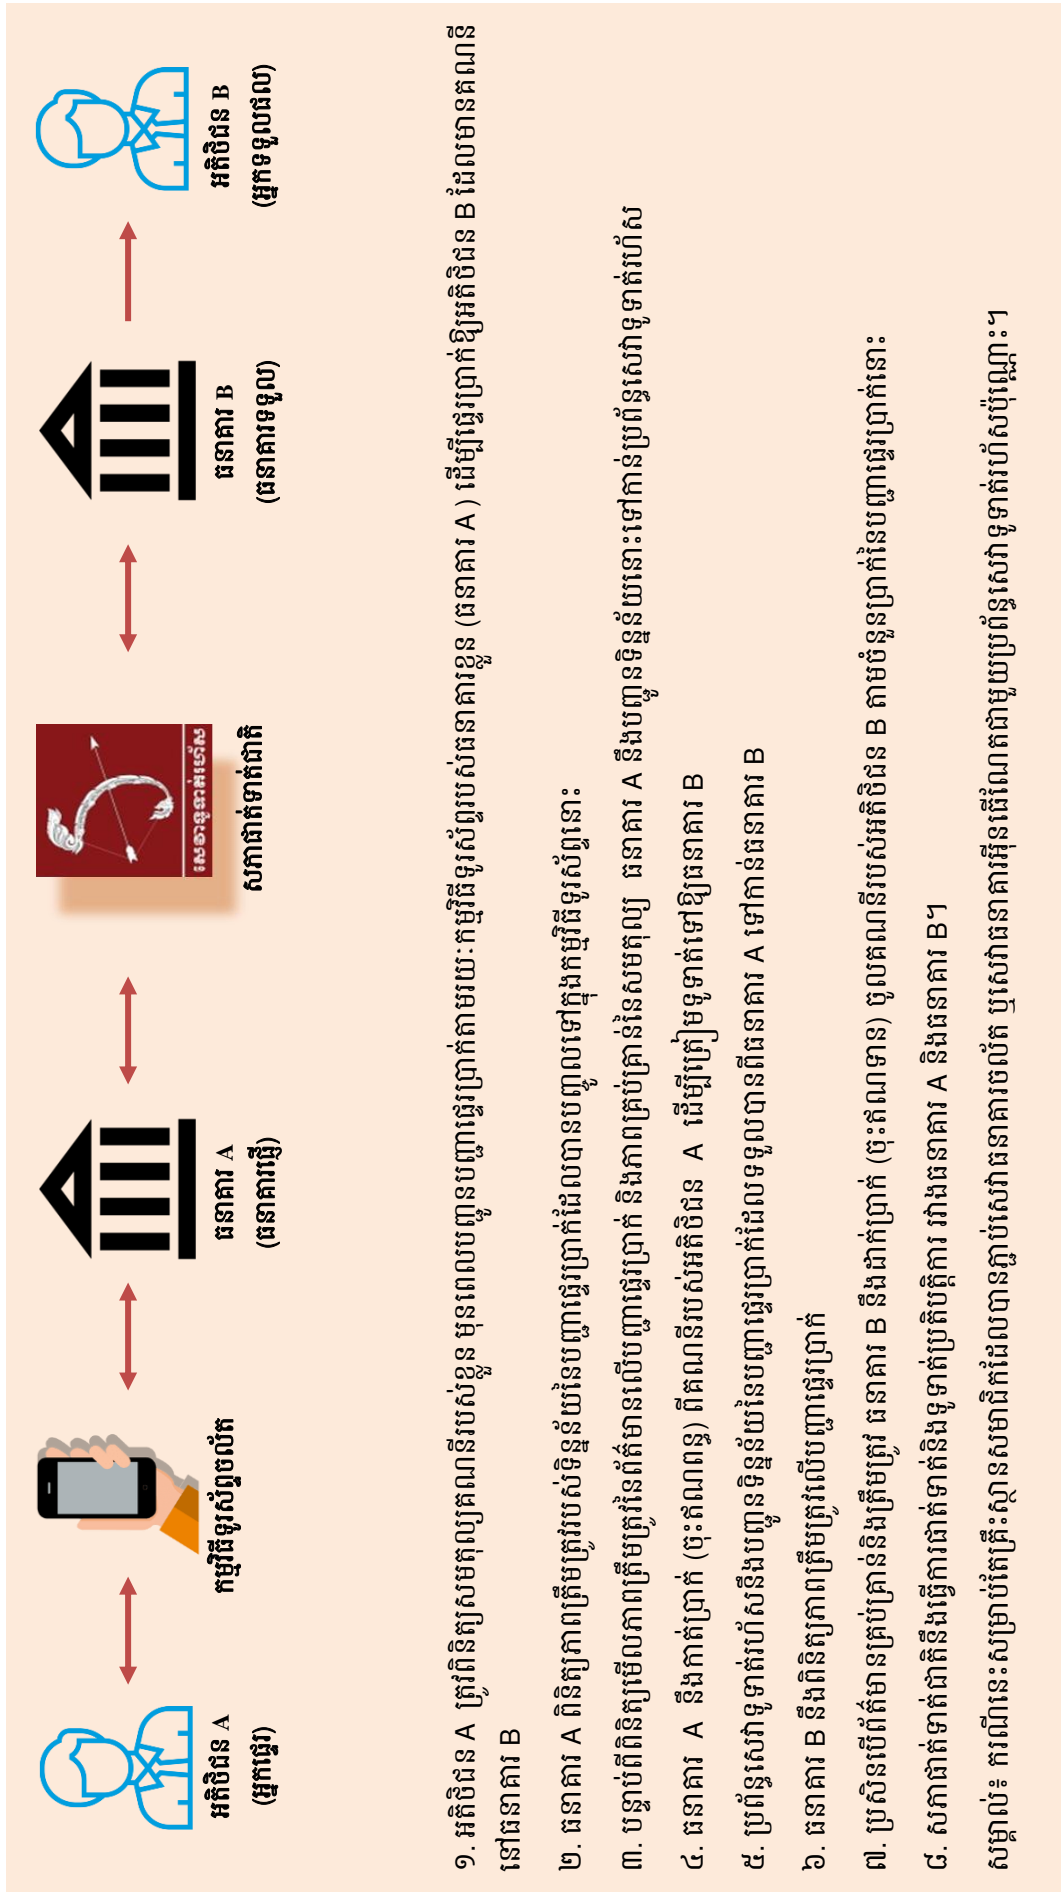 អតិថិជន A
(អ្នកផ្ញើរ)
កម្មវិធីទូរស័ព្ទចល័ត
ធនាគារ A
(ធនាគារផ្ញើ)
សេវាទូទាត់រហ័ស
សភាផាត់ទាត់ជាតិ
ធនាគារ B
(ធនាគារទទួល)
អតិថិជន B
(អ្នកទទួលផល)
១. អតិថិជន A ត្រូវពិនិត្យសមតុល្យគណនីរបស់ខ្លួន មុនពេលបញ្ជូនបញ្ជាផ្ទេរប្រាក់តាមរយៈកម្មវិធីទូរស័ព្ទរបស់ធនាគារខ្លួន (ធនាគារ A ) ដើម្បីផ្ទេរប្រាក់ឱ្យអតិថិជន B ដែលមានគណនី
នៅធនាគារ B
២. ធនាគារ A ពិនិត្យភាពត្រឹមត្រូវរបស់ទិន្នន័យនៃបញ្ជាផ្ទេរប្រាក់ដែលបានបញ្ចូលទៅក្នុងកម្មវិធីទូរស័ព្ទនោះ
៣. បន្ទាប់ពីពិនិត្យមើលភាពត្រឹមត្រូវនៃព័ត៌មានលើបញ្ជាផ្ទេរប្រាក់ និងភាពគ្រប់គ្រាន់នៃសមតុល្យ ធនាគារ A នឹងបញ្ជូនទិន្នន័យនោះទៅកាន់ប្រព័ន្ធសេវាទូទាត់រហ័ស
៤. ធនាគារ A នឹងកាត់ប្រាក់ (ចុះឥណពន្ធ) ពីគណនីរបស់អតិថិជន A ដើម្បីត្រៀមទូទាត់ទៅឱ្យធនាគារ B
៥. ប្រព័ន្ធសេវាទូទាត់រហ័សនឹងបញ្ជូនទិន្នន័យនៃបញ្ជាផ្ទេរប្រាក់ដែលទទួលបានពីធនាគារ A ទៅកាន់ធនាគារ B
៦. ធនាគារ B នឹងពិនិត្យភាពត្រឹមត្រូវលើបញ្ជាផ្ទេរប្រាក់
៧. ប្រសិនបើព័ត៌មានគ្រប់គ្រាន់និងត្រឹមត្រូវ ធនាគារ B នឹងដាក់ប្រាក់ (ចុះឥណទាន) ចូលគណនីរបស់អតិថិជន B តាមចំនួនប្រាក់នៃបញ្ជាផ្ទេរប្រាក់នោះ
៨. សភាផាត់ទាត់ជាតិនឹងធ្វើការផាត់ទាត់និងទូទាត់ប្រតិបត្តិការ រវាងធនាគារ A និងធនាគារ B។
សម្គាល់៖ ករណីនេះសម្រាប់តែគ្រឹះស្ថានសមាជិកដែលបានភ្ជាប់សេវាធនាគារចល័ត ឬសេវាធនាគារអ៊ីនធើណែតជាមួយប្រព័ន្ធសេវាទូទាត់រហ័សប៉ុណ្ណោះ។